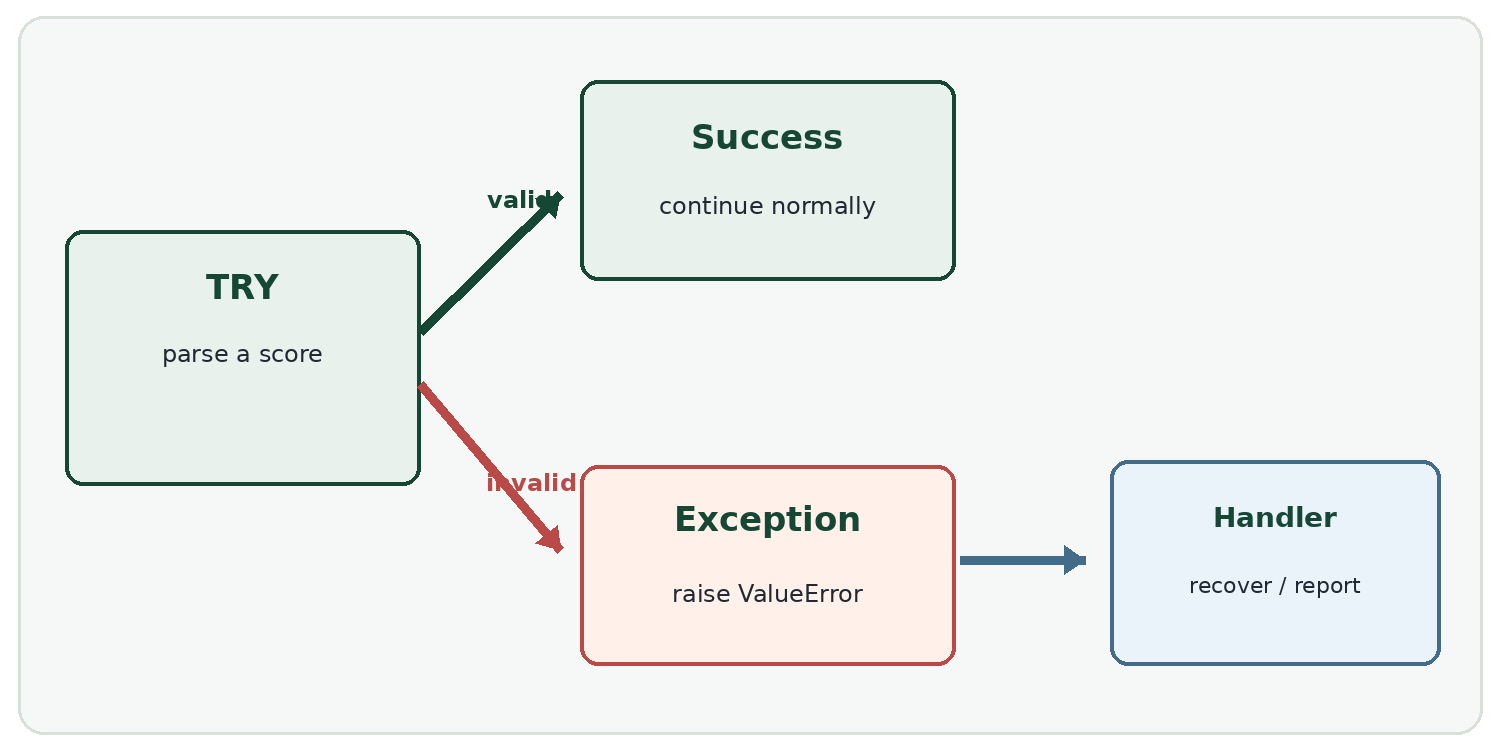 TRY
parse a score
valid
Success
continue normally
invalid
Exception
raise ValueError
Handler
recover / report